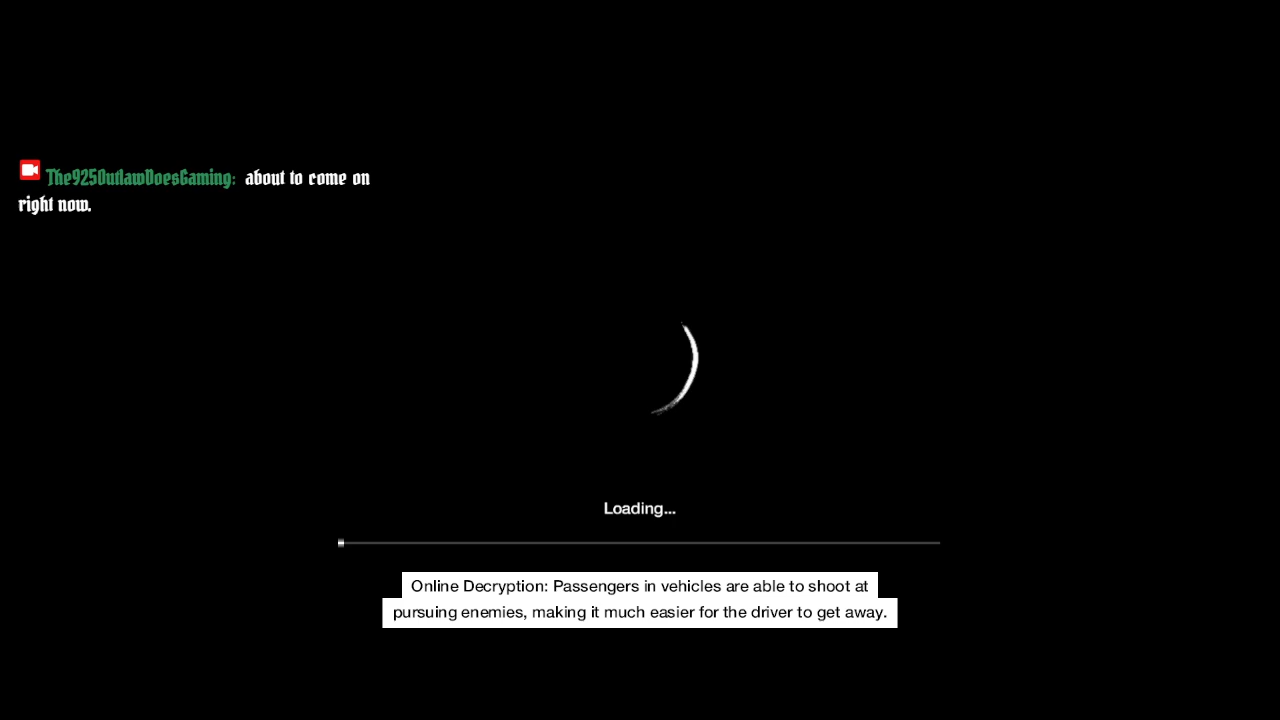 The925OutlawDoesGaming: about to come on
right now.
Loading...
Online Decryption: Passengers in vehicles are able to shoot at
pursuing enemies, making it much easier for the driver to get away.